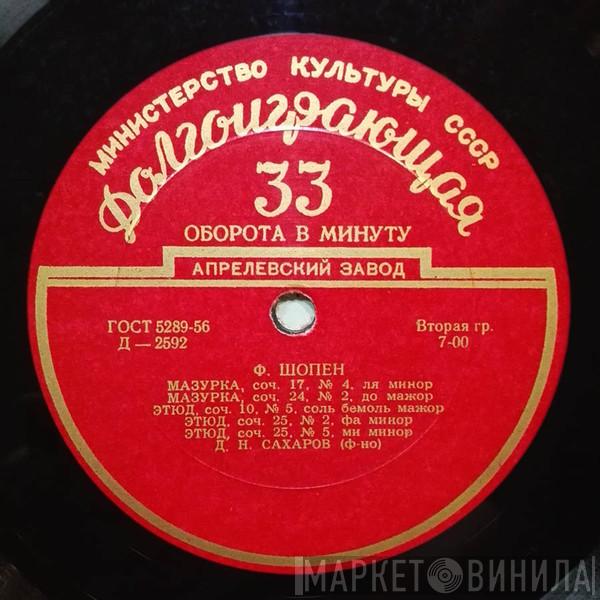 МИНИСТЕРСТВО КУЛЬТУРЫ СССР
Долгоиграющая
33
ОБОРОТА В МИНУТУ
АПРЕЛЕВСКИЙ ЗАВОД
ГОСТ 5289-56
Д — 2592
Вторая гр.
7-00
Ф. ШОПЕН
МАЗУРКА, соч. 17, № 4, ля минор
МАЗУРКА, соч. 24, № 2, до мажор
ЭТЮД, соч. 10, № 5, соль бемоль мажор
ЭТЮД, соч. 25, № 2, фа минор
ЭТЮД, соч. 25, № 5, ми минор
Д. Н. САХАРОВ (ф-но)
МАРКЕТ ВИНИЛА